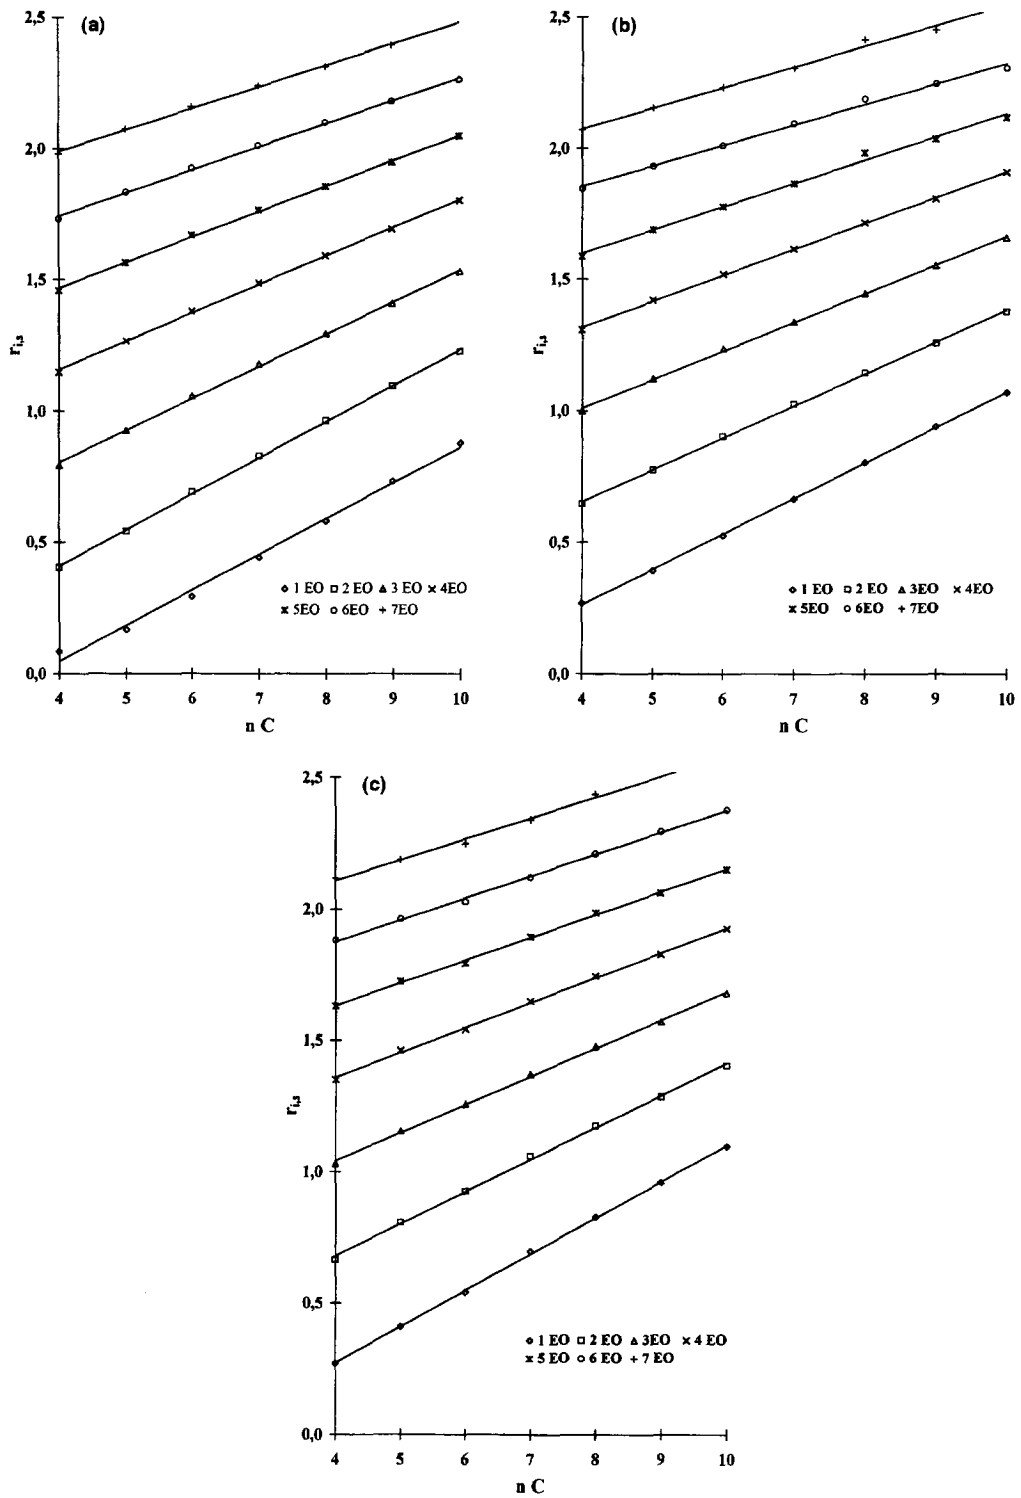 (a)
2,5
2,0
1,5
1,0
0,5
0,0
r i,s
4 5 6 7 8 9 10
n C
1 EO 2 EO 3 EO 4EO
5EO 6EO 7EO
(b)
2,5
2,0
1,5
1,0
0,5
0,0
r i,s
4 5 6 7 8 9 10
n C
1 EO 2 EO 3EO 4EO
5EO 6EO 7EO
(c)
2,5
2,0
1,5
1,0
0,5
0,0
r i,s
4 5 6 7 8 9 10
n C
1 EO 2 EO 3EO 4 EO
5 EO 6 EO 7 EO